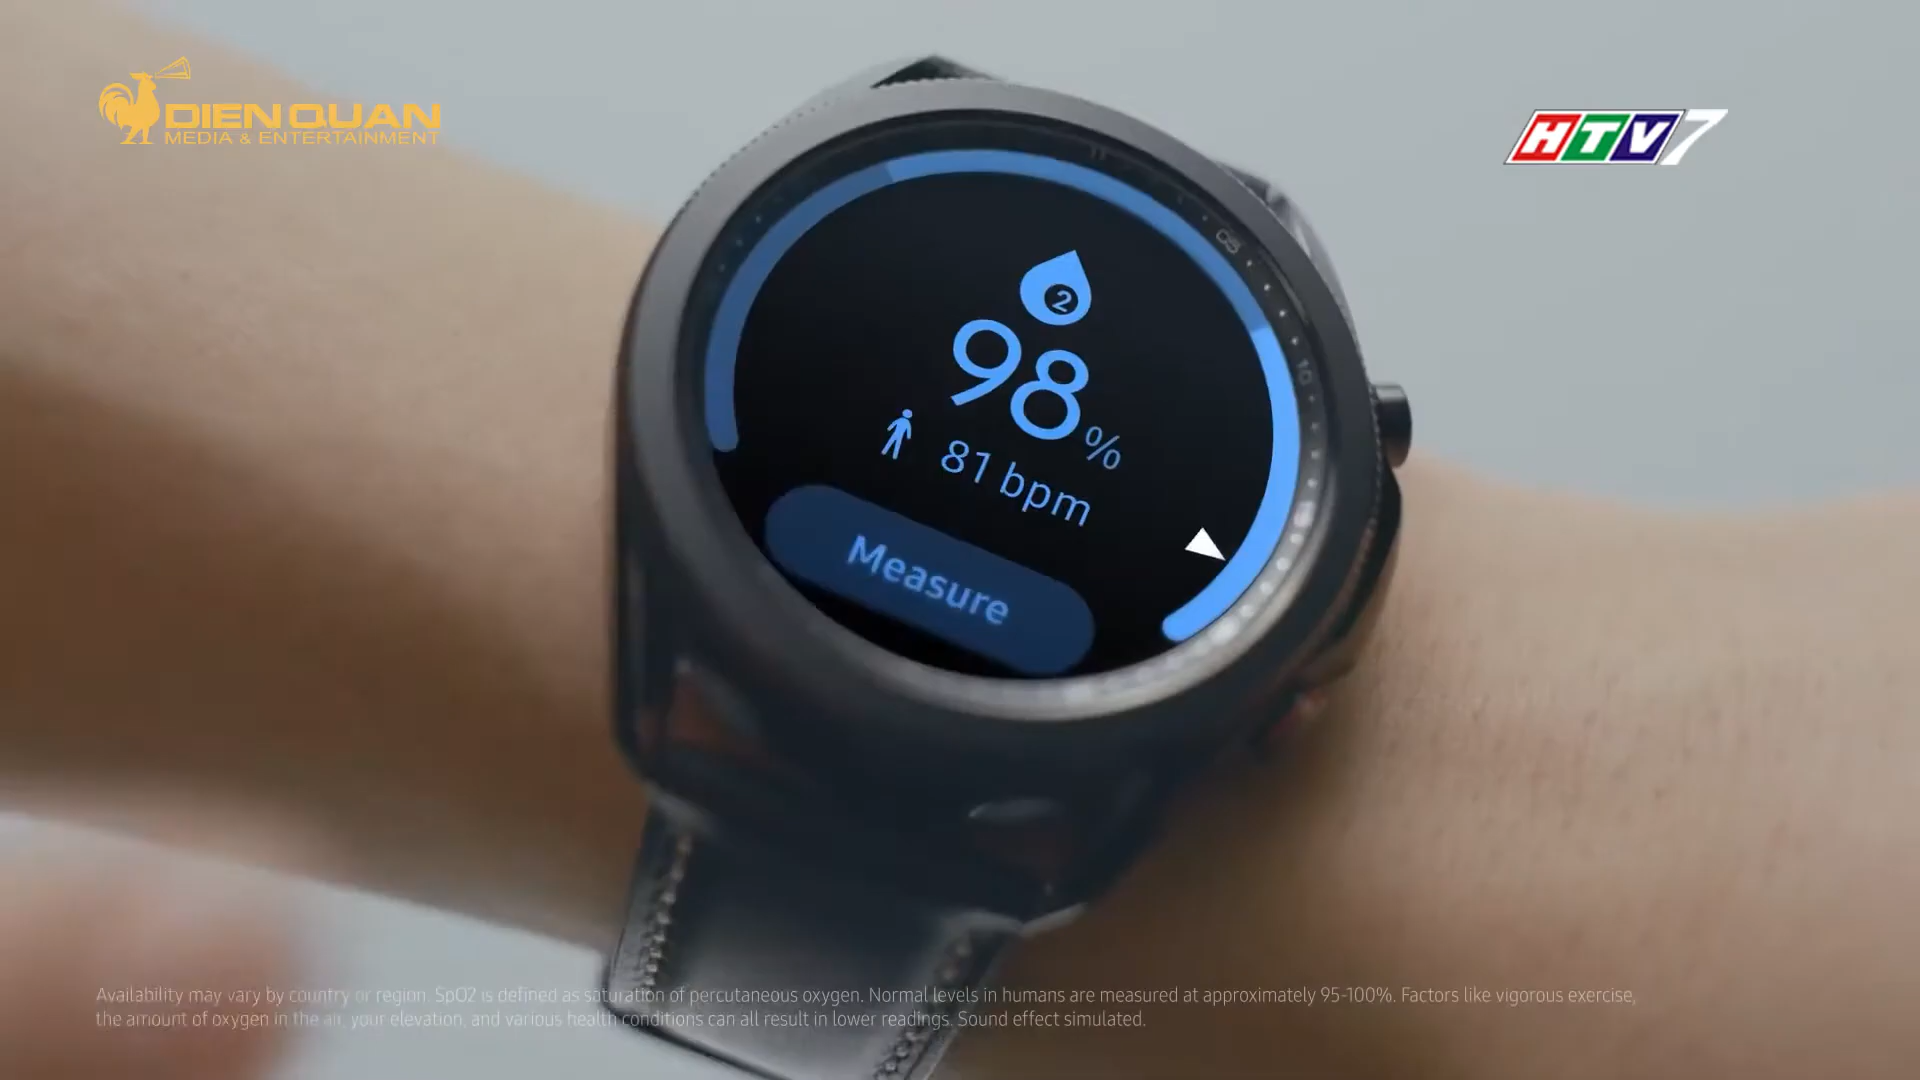 DIEN QUAN
MEDIA & ENTERTAINMENT
HTV7
05
10
2
98%
81 bpm
Measure
Availability may vary by country or region. SpO2 is defined as saturation of percutaneous oxygen. Normal levels in humans are measured at approximately 95-100%. Factors like vigorous exercise,
the amount of oxygen in the air, your elevation, and various health conditions can all result in lower readings. Sound effect simulated.